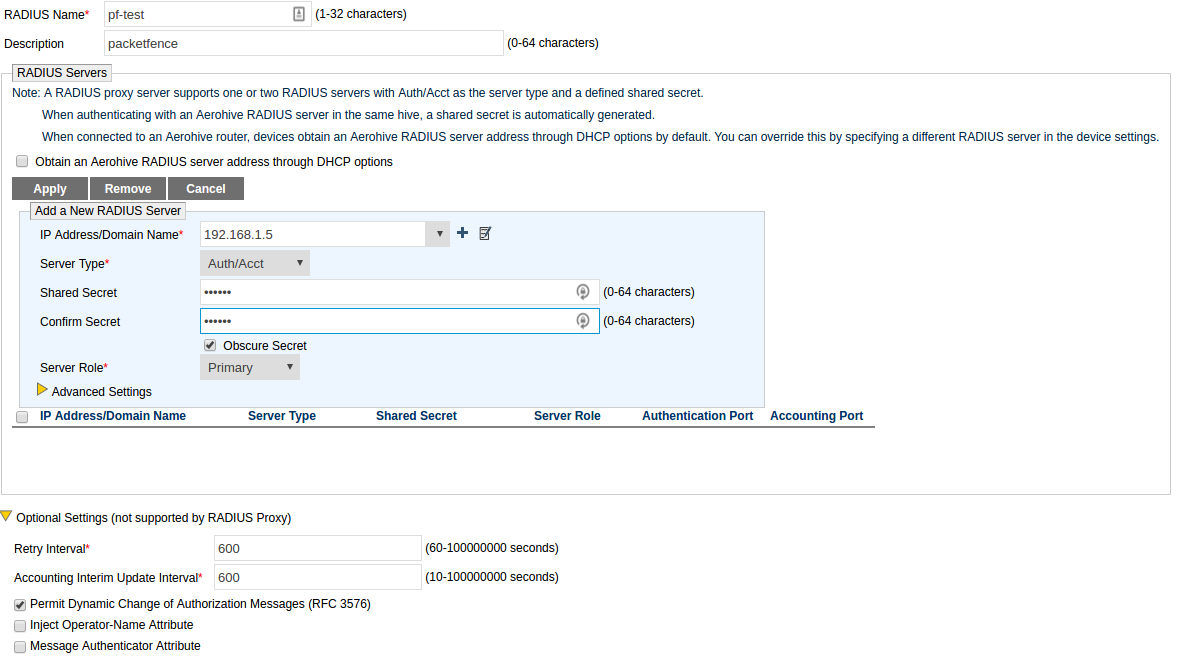 RADIUS Name* pf-test (1-32 characters)
Description packetfence (0-64 characters)
RADIUS Servers
Note: A RADIUS proxy server supports one or two RADIUS servers with Auth/Acct as the server type and a defined shared secret.
When authenticating with an Aerohive RADIUS server in the same hive, a shared secret is automatically generated.
When connected to an Aerohive router, devices obtain an Aerohive RADIUS server address through DHCP options by default. You can override this by specifying a different RADIUS server in the device settings.
Obtain an Aerohive RADIUS server address through DHCP options
Apply Remove Cancel
Add a New RADIUS Server
IP Address/Domain Name* 192.168.1.5
Server Type* Auth/Acct
Shared Secret •••••• (0-64 characters)
Confirm Secret •••••• (0-64 characters)
Obscure Secret
Server Role* Primary
Advanced Settings
IP Address/Domain Name Server Type Shared Secret Server Role Authentication Port Accounting Port
Optional Settings (not supported by RADIUS Proxy)
Retry Interval* 600 (60-100000000 seconds)
Accounting Interim Update Interval* 600 (10-100000000 seconds)
Permit Dynamic Change of Authorization Messages (RFC 3576)
Inject Operator-Name Attribute
Message Authenticator Attribute